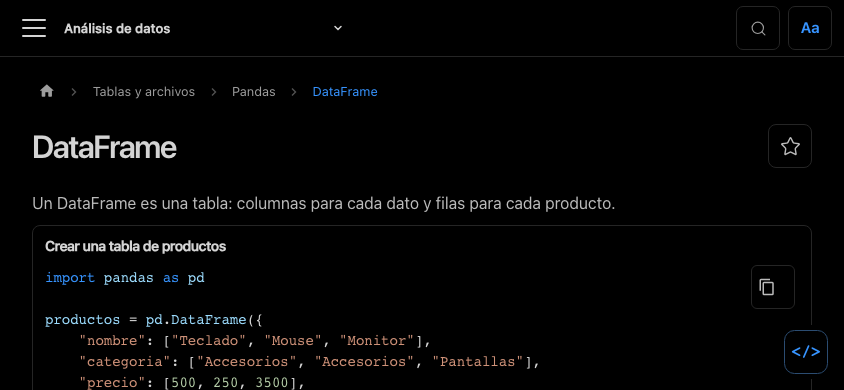 Análisis de datos
Aa
Tablas y archivos > Pandas > DataFrame
DataFrame
Un DataFrame es una tabla: columnas para cada dato y filas para cada producto.
Crear una tabla de productos
import pandas as pd
productos = pd.DataFrame({
"nombre": ["Teclado", "Mouse", "Monitor"],
"categoria": ["Accesorios", "Accesorios", "Pantallas"],
</>
"precio": [500, 250, 3500],